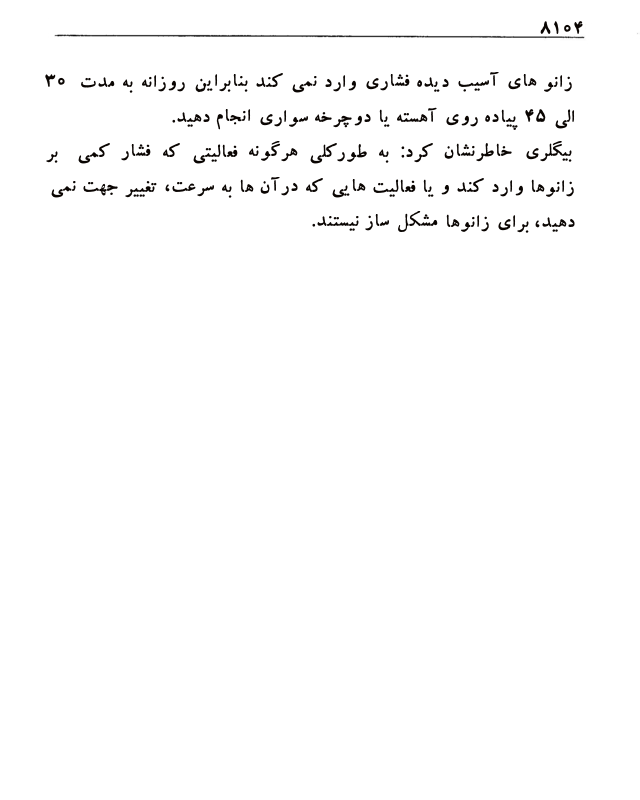 ۸۱۰۴
زانو های آسیب دیده فشاری وارد نمی کند بنابراین روزانه به مدت ۳۰
الی ۴۵ پیاده روی آهسته یا دوچرخه سواری انجام دهید.
بیگلری خاطرنشان کرد: به طورکلی هرگونه فعالیتی که فشار کمی بر
زانوها وارد کند و یا فعالیت هایی که درآن ها به سرعت، تغییر جهت نمی
دهید، برای زانوها مشکل ساز نیستند.